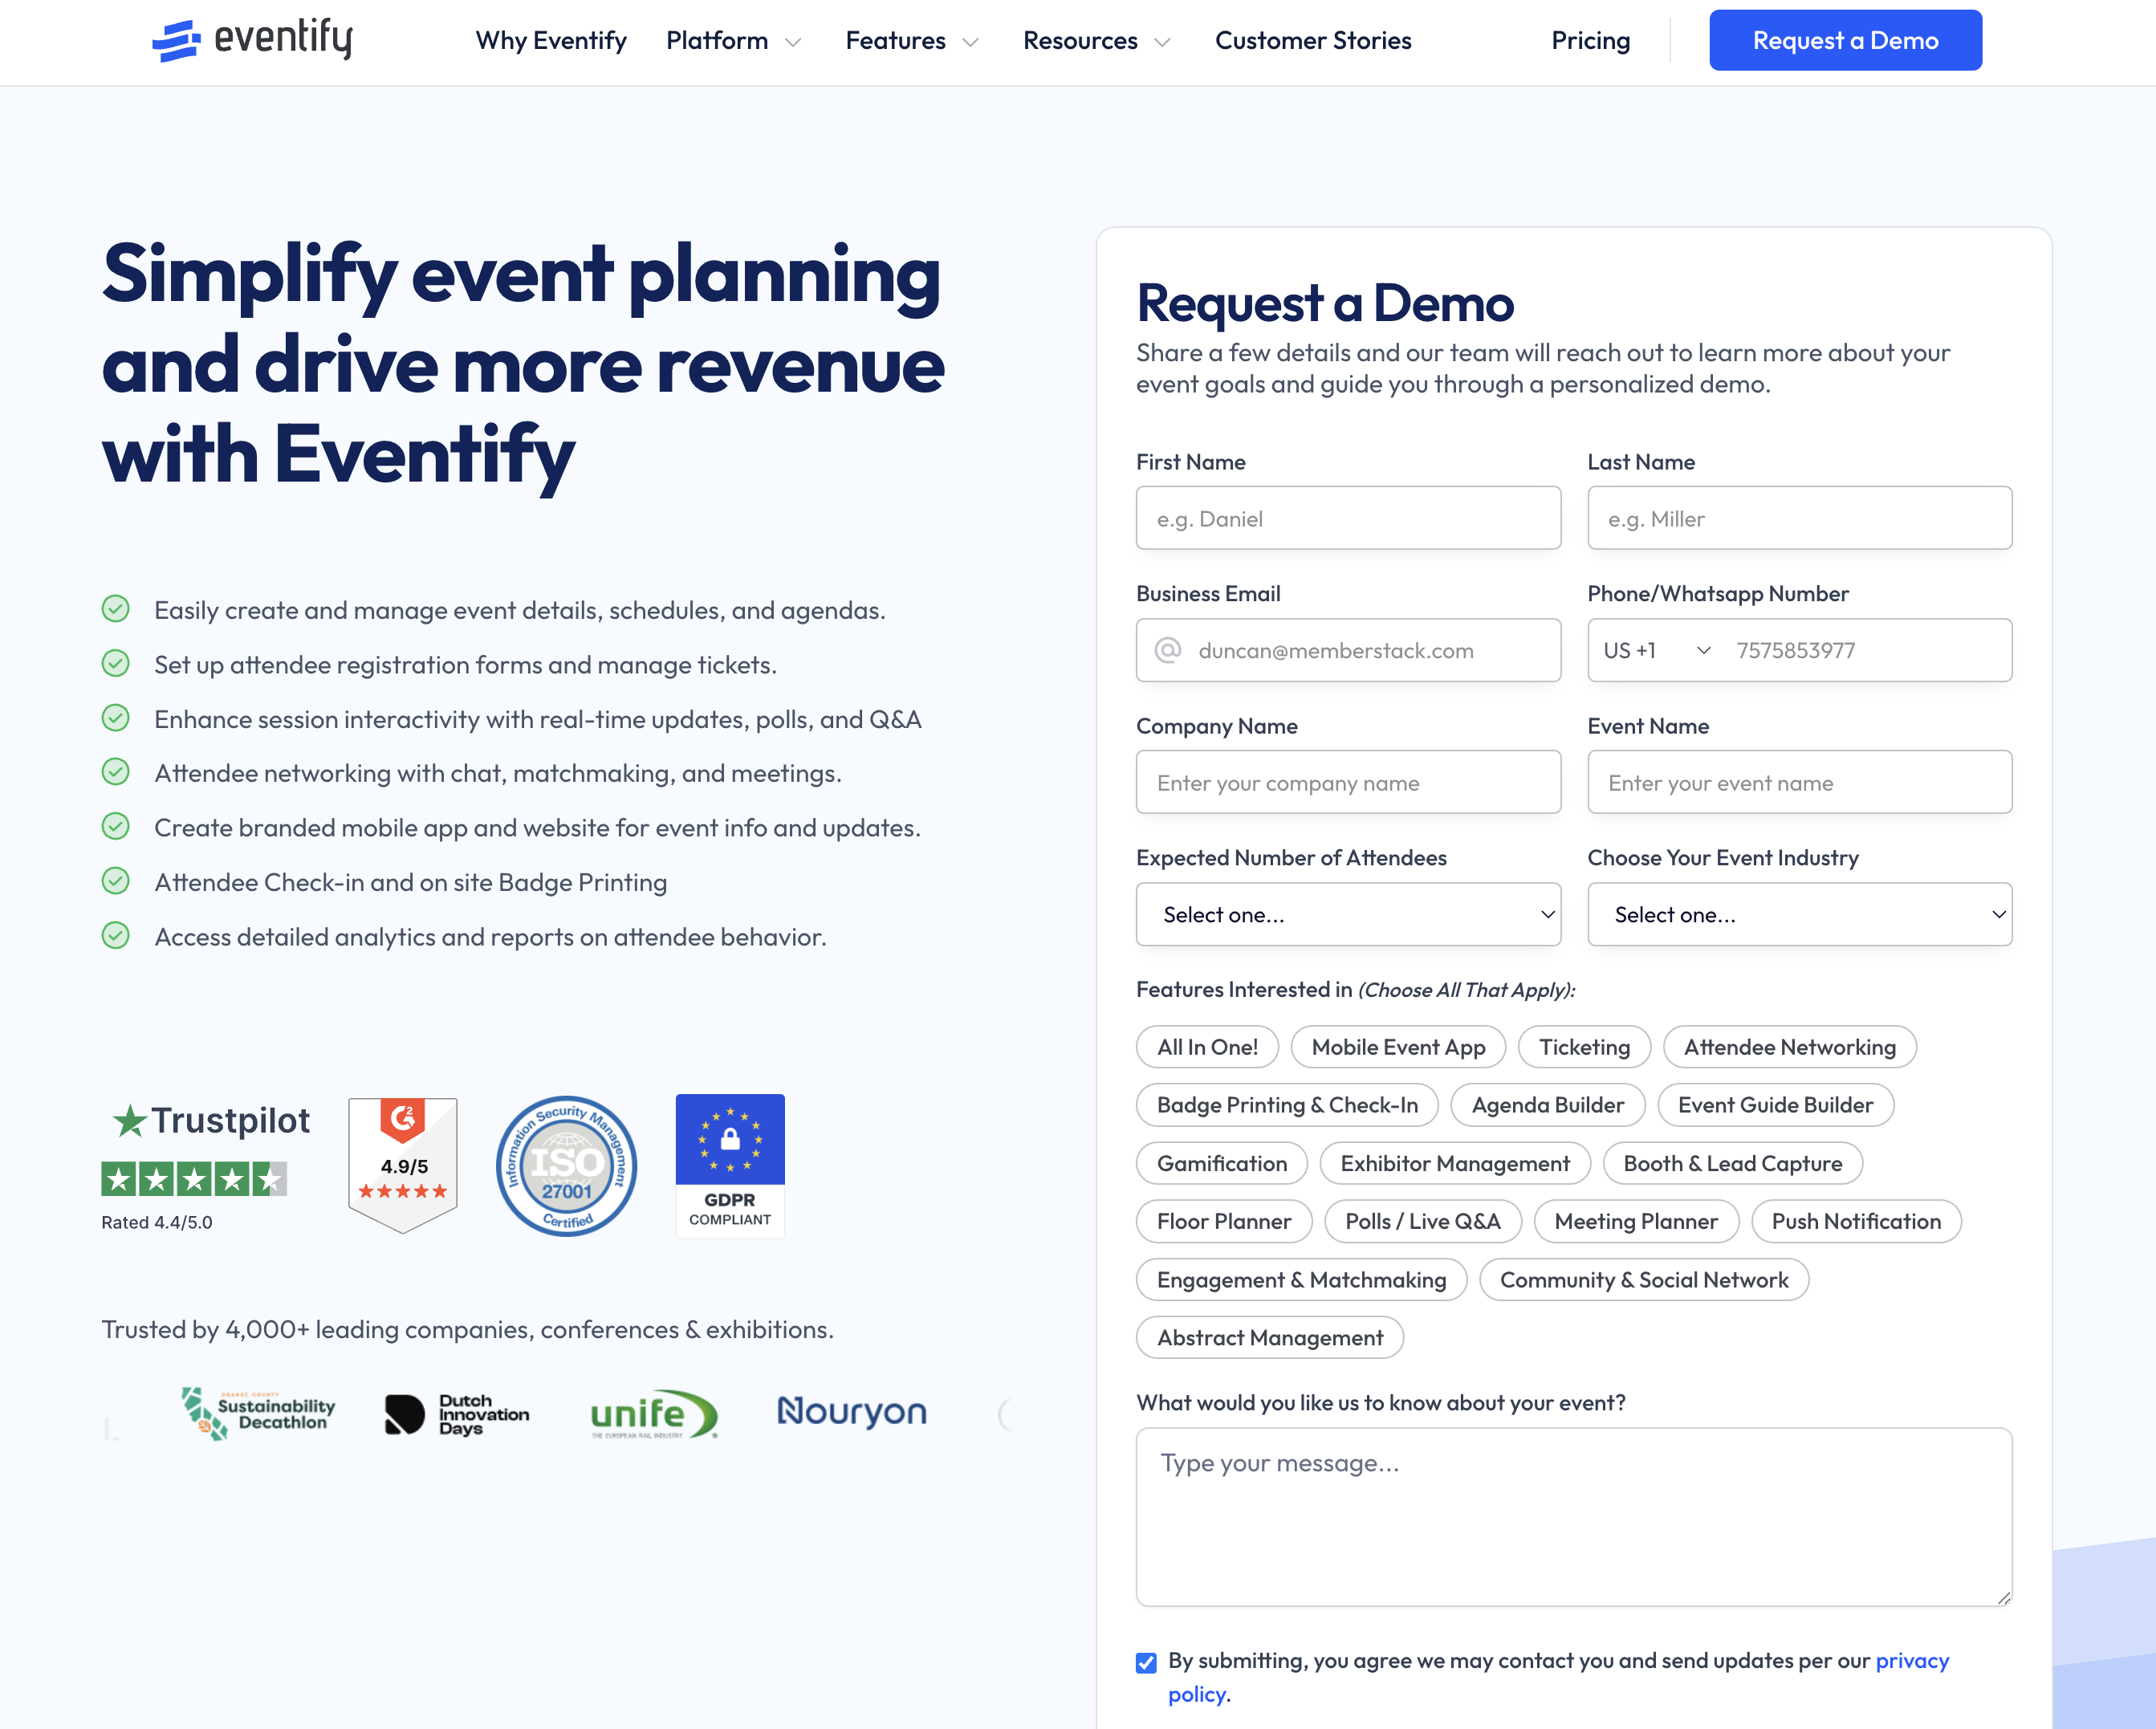 eventify
Why Eventify
Platform
Features
Resources
Customer Stories
Pricing
Request a Demo
Simplify event planning
and drive more revenue
with Eventify
Easily create and manage event details, schedules, and agendas.
Set up attendee registration forms and manage tickets.
Enhance session interactivity with real-time updates, polls, and Q&A
Attendee networking with chat, matchmaking, and meetings.
Create branded mobile app and website for event info and updates.
Attendee Check-in and on site Badge Printing
Access detailed analytics and reports on attendee behavior.
Trustpilot
Rated 4.4/5.0
G2
4.9/5
Information Security Management
ISO
27001
Certified
GDPR
COMPLIANT
Trusted by 4,000+ leading companies, conferences & exhibitions.
ORANGE COUNTY
Sustainability
Decathlon
Dutch
Innovation
Days
unife
THE EUROPEAN RAIL INDUSTRY
Nouryon
Request a Demo
Share a few details and our team will reach out to learn more about your
event goals and guide you through a personalized demo.
First Name
Last Name
e.g. Daniel
e.g. Miller
Business Email
Phone/Whatsapp Number
@ duncan@memberstack.com
US +1
7575853977
Company Name
Event Name
Enter your company name
Enter your event name
Expected Number of Attendees
Choose Your Event Industry
Select one...
Select one...
Features Interested in (Choose All That Apply):
All In One!
Mobile Event App
Ticketing
Attendee Networking
Badge Printing & Check-In
Agenda Builder
Event Guide Builder
Gamification
Exhibitor Management
Booth & Lead Capture
Floor Planner
Polls / Live Q&A
Meeting Planner
Push Notification
Engagement & Matchmaking
Community & Social Network
Abstract Management
What would you like us to know about your event?
Type your message...
By submitting, you agree we may contact you and send updates per our privacy
policy.